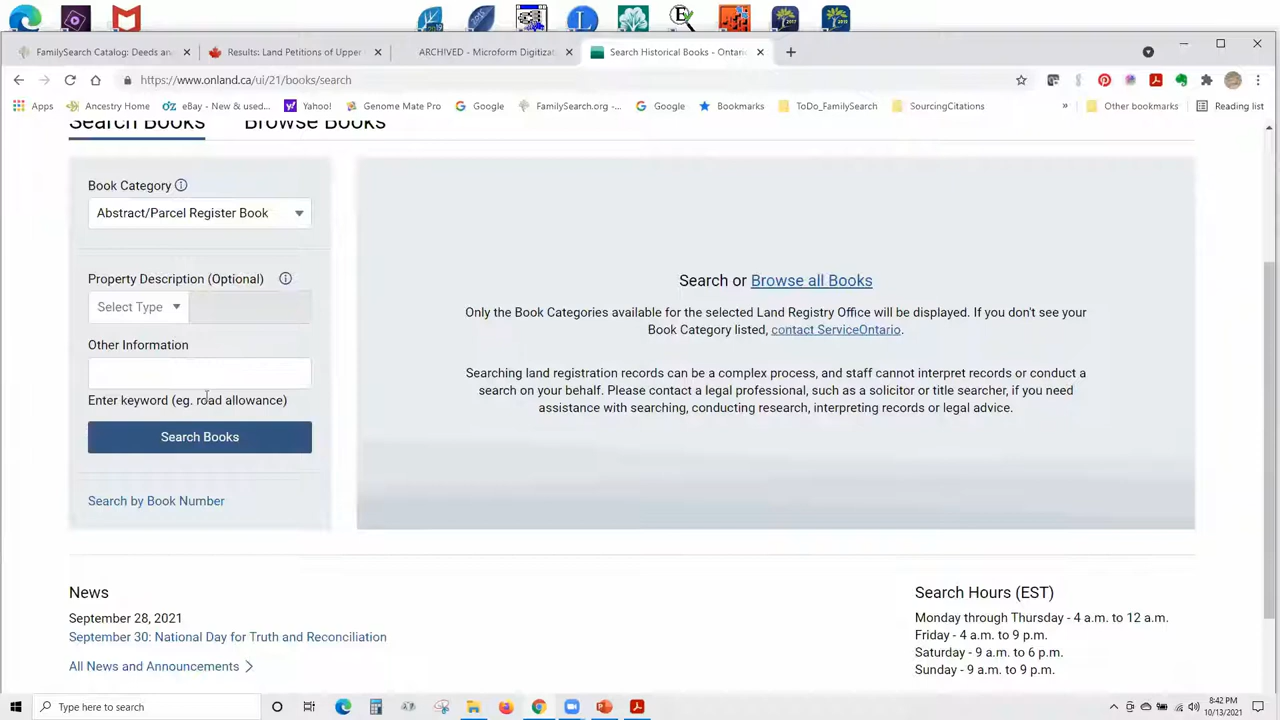 FamilySearch Catalog: Deeds an
Results: Land Petitions of Upper
ARCHIVED - Microform Digitizat
Search Historical Books - Ontari
https://www.onland.ca/ui/21/books/search
Apps
Ancestry Home
eBay - New & used...
Yahoo!
Genome Mate Pro
Google
FamilySearch.org -...
Google
Bookmarks
ToDo_FamilySearch
SourcingCitations
»
Other bookmarks
Reading list
Search Books
Browse Books
Book Category
Abstract/Parcel Register Book
Property Description (Optional)
Select Type
Other Information
Enter keyword (eg. road allowance)
Search Books
Search by Book Number
Search or Browse all Books
Only the Book Categories available for the selected Land Registry Office will be displayed. If you don't see your
Book Category listed, contact ServiceOntario.
Searching land registration records can be a complex process, and staff cannot interpret records or conduct a
search on your behalf. Please contact a legal professional, such as a solicitor or title searcher, if you need
assistance with searching, conducting research, interpreting records or legal advice.
News
September 28, 2021
September 30: National Day for Truth and Reconciliation
All News and Announcements
Search Hours (EST)
Monday through Thursday - 4 a.m. to 12 a.m.
Friday - 4 a.m. to 9 p.m.
Saturday - 9 a.m. to 6 p.m.
Sunday - 9 a.m. to 9 p.m.
Type here to search
8:42 PM
10/13/2021